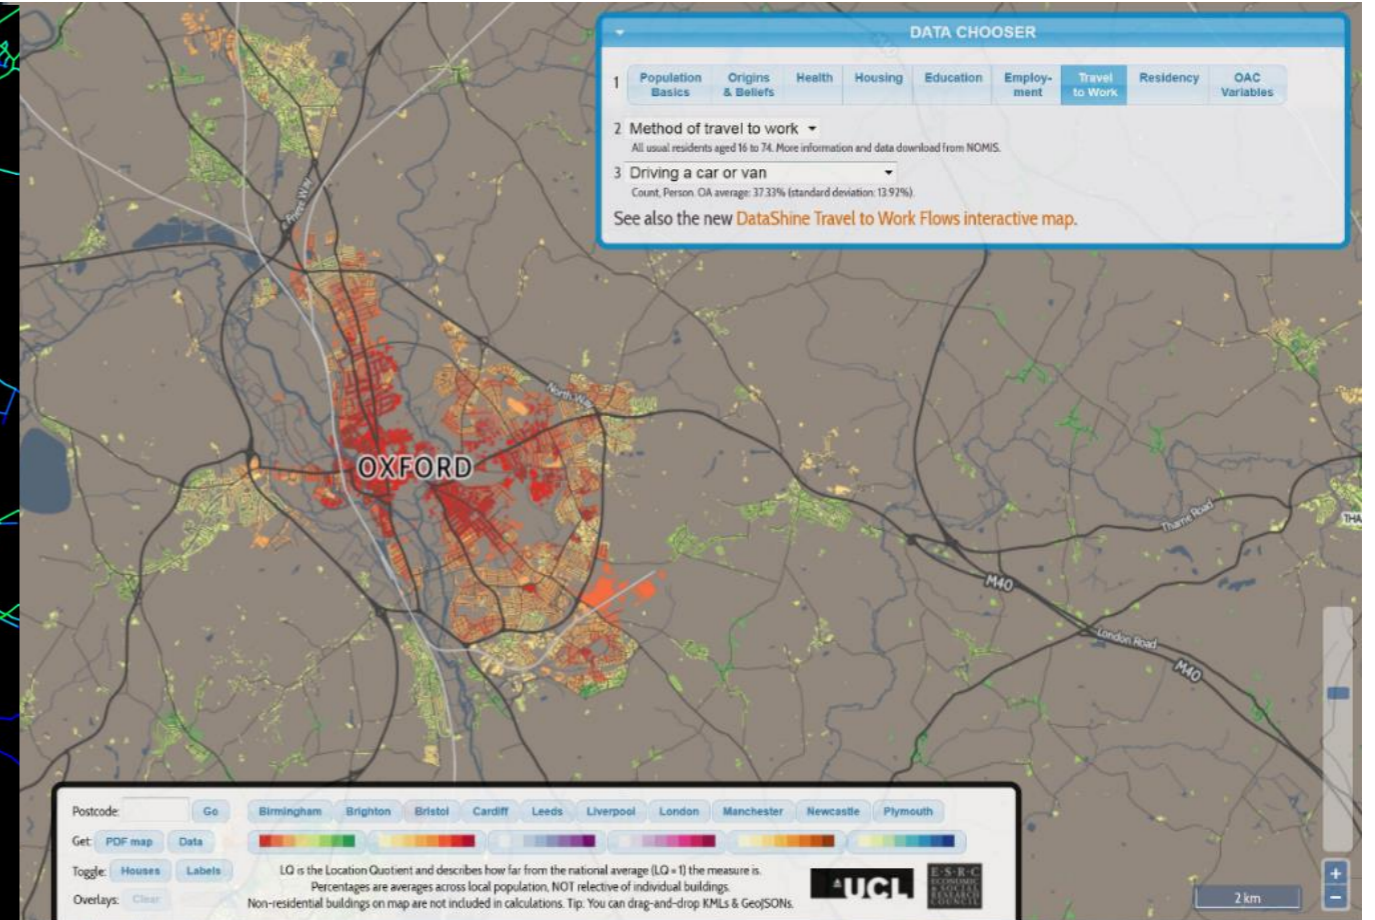 DATA CHOOSER
1
Population Basics
Origins & Beliefs
Health
Housing
Education
Employ-ment
Travel to Work
Residency
OAC Variables
2 Method of travel to work
All usual residents aged 16 to 74. More information and data download from NOMIS.
3 Driving a car or van
Count, Person. OA average: 37.33% (standard deviation: 13.92%).
See also the new DataShine Travel to Work Flows interactive map.
North Way
OXFORD
Thame Road
THA
M40
London Road
M40
Postcode: Go Birmingham Brighton Bristol Cardiff Leeds Liverpool London Manchester Newcastle Plymouth
Get: PDF map Data
Toggle: Houses Labels
Overlays: Clear
LQ is the Location Quotient and describes how far from the national average (LQ = 1) the measure is.
Percentages are averages across local population, NOT relective of individual buildings.
Non-residential buildings on map are not included in calculations. Tip: You can drag-and-drop KMLs & GeoJSONs.
UCL
E·S·R·C
ECONOMIC
& SOCIAL
RESEARCH
COUNCIL
2 km
+
−